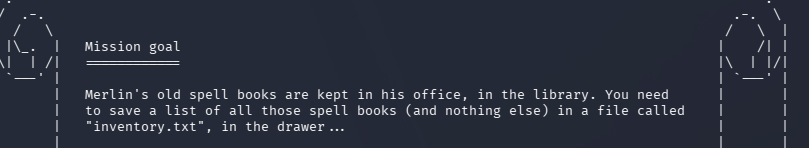 Mission goal
Merlin's old spell books are kept in his office, in the library. You need
to save a list of all those spell books (and nothing else) in a file called
"inventory.txt", in the drawer...